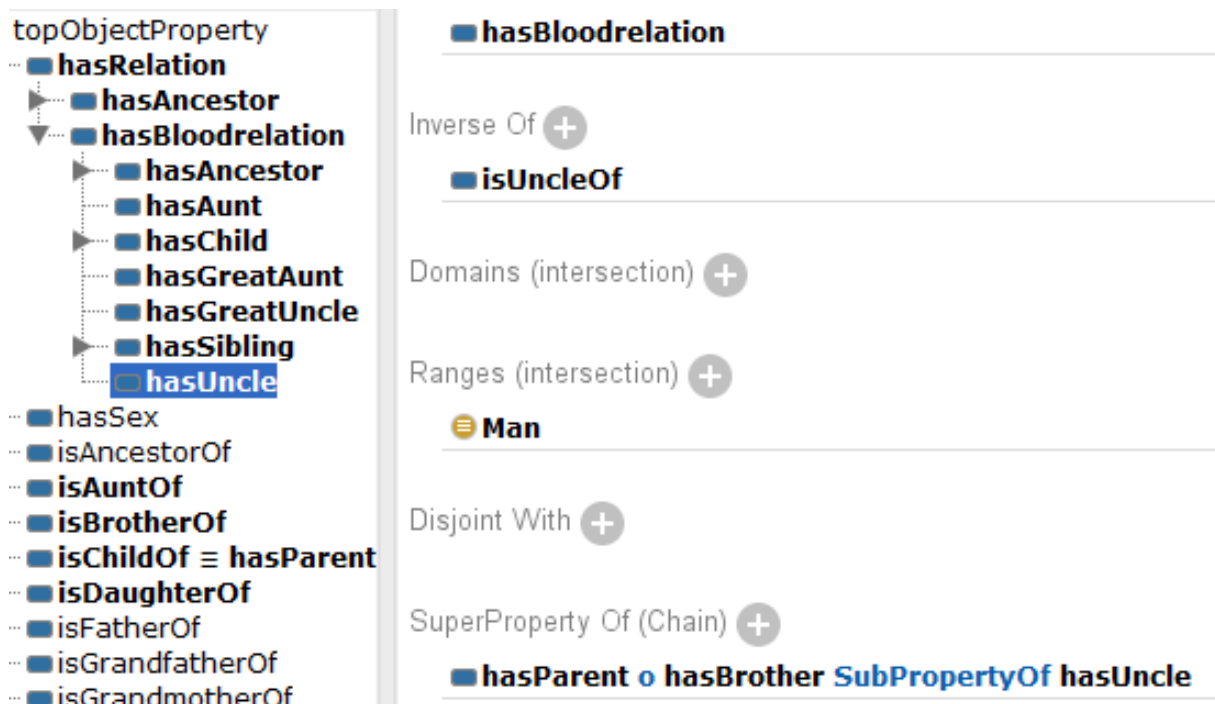 topObjectProperty
hasRelation
hasAncestor
hasBloodrelation
hasAncestor
hasAunt
hasChild
hasGreatAunt
hasGreatUncle
hasSibling
hasUncle
hasSex
isAncestorOf
isAuntOf
isBrotherOf
isChildOf ≡ hasParent
isDaughterOf
isFatherOf
isGrandfatherOf
isGrandmotherOf
hasBloodrelation
Inverse Of
isUncleOf
Domains (intersection)
Ranges (intersection)
Man
Disjoint With
SuperProperty Of (Chain)
hasParent o hasBrother SubPropertyOf hasUncle